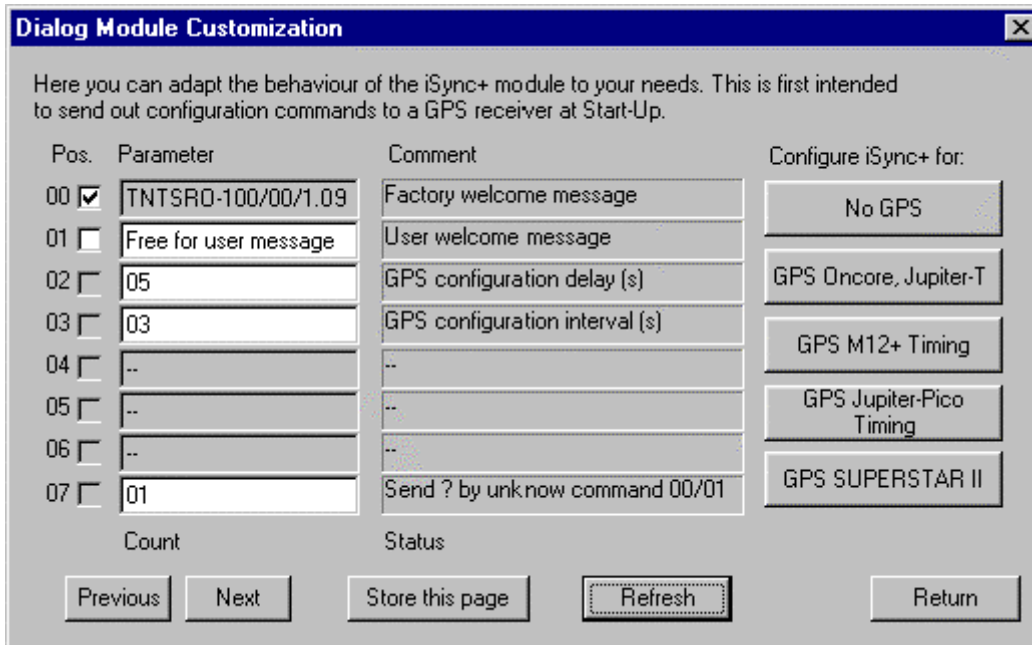 Dialog Module Customization
Here you can adapt the behaviour of the iSync+ module to your needs. This is first intended
to send out configuration commands to a GPS receiver at Start-Up.
Pos. Parameter Comment Configure iSync+ for:
00 TNTSRO-100/00/1.09 Factory welcome message
No GPS
01 Free for user message User welcome message
02 05 GPS configuration delay (s)
GPS Oncore, Jupiter-T
03 03 GPS configuration interval (s)
GPS M12+ Timing
04 -- --
05 -- --
GPS Jupiter-Pico
Timing
06 -- --
07 01 Send ? by unknow command 00/01
GPS SUPERSTAR II
Count Status
Previous Next Store this page Refresh Return